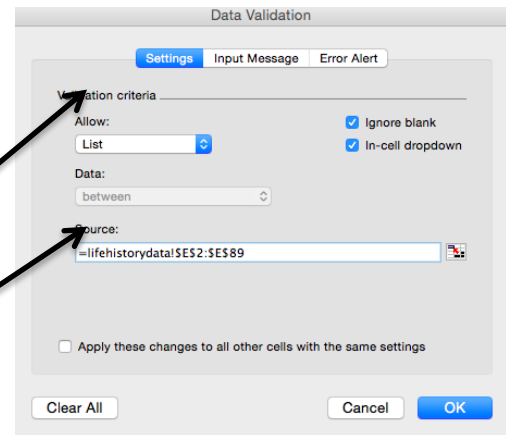 Data Validation
Settings Input Message Error Alert
Validation criteria
Allow:
Ignore blank
List
In-cell dropdown
Data:
between
Source:
=lifehistorydata!$E$2:$E$89
Apply these changes to all other cells with the same settings
Clear All
Cancel
OK